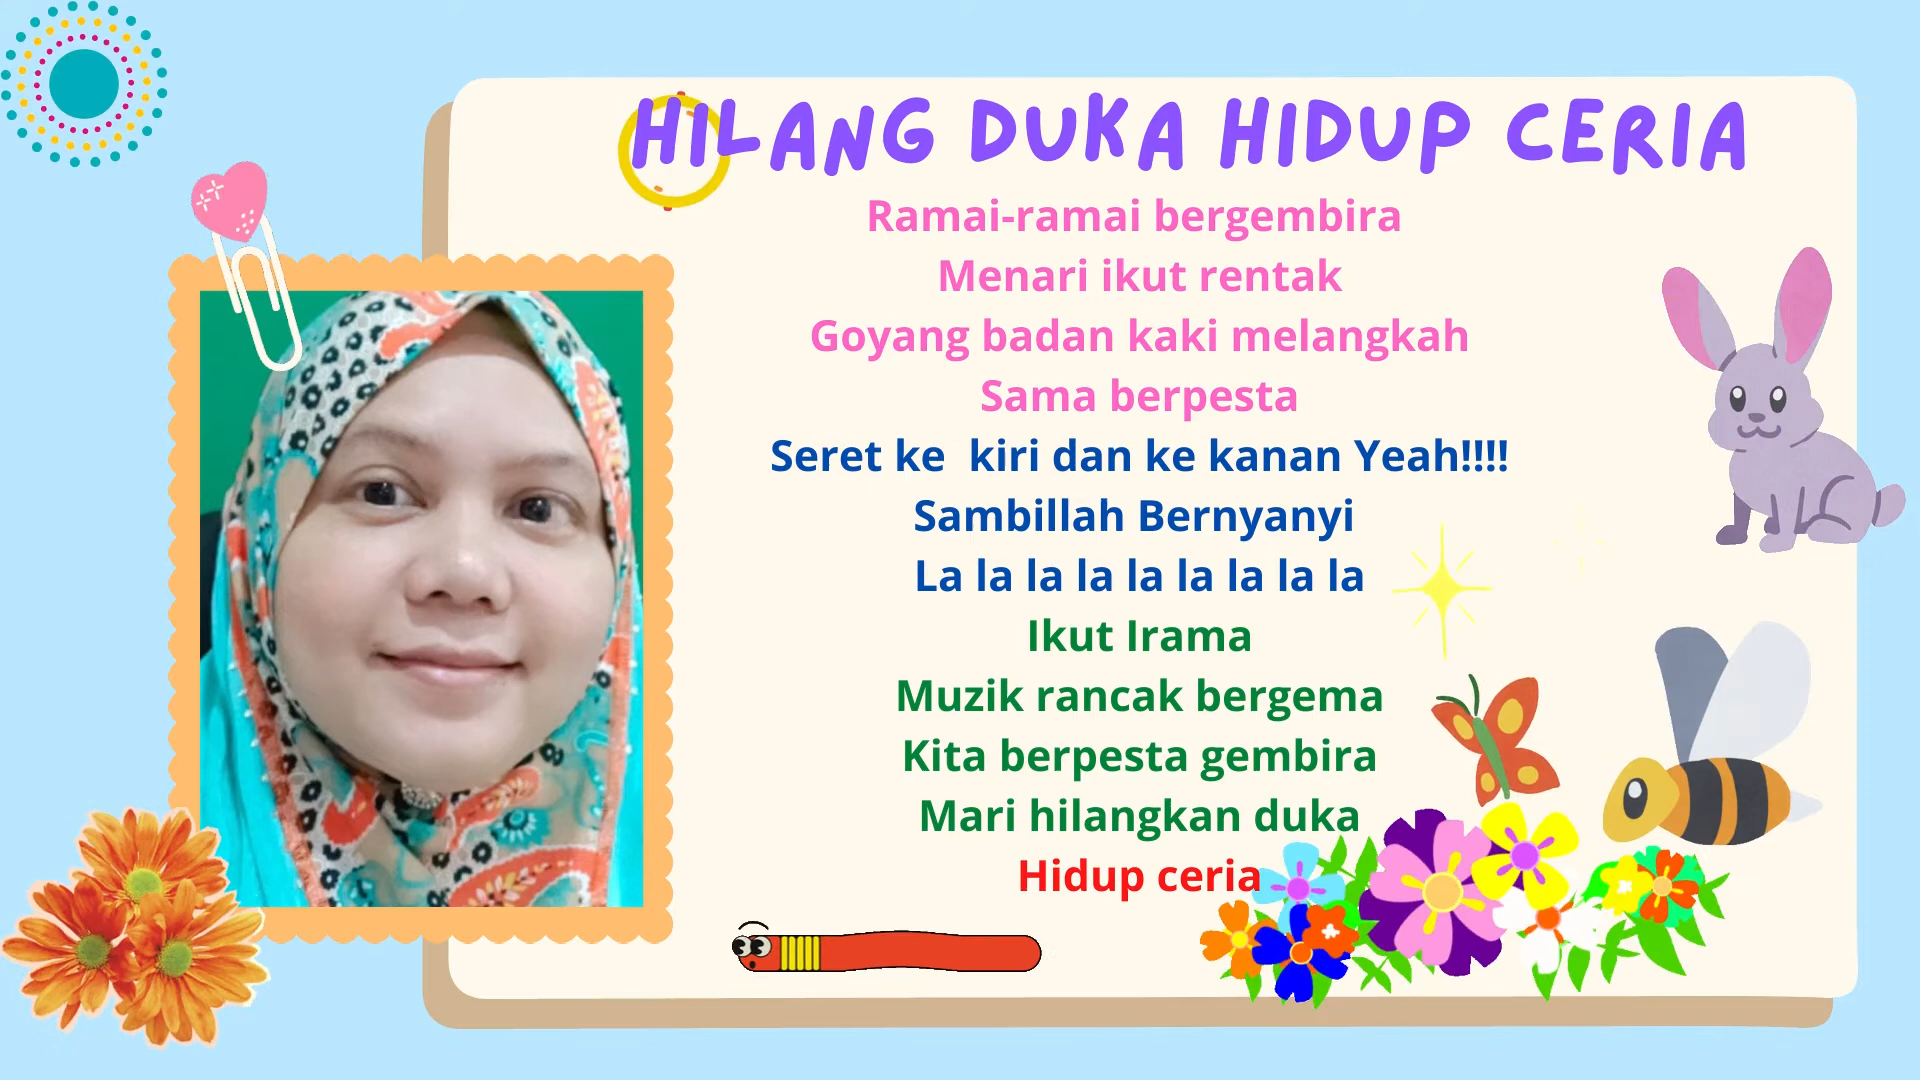 HILANG DUKA HIDUP CERIA
Ramai-ramai bergembira
Menari ikut rentak
Goyang badan kaki melangkah
Sama berpesta
Seret ke  kiri dan ke kanan Yeah!!!!
Sambillah Bernyanyi
La la la la la la la la la
Ikut Irama
Muzik rancak bergema
Kita berpesta gembira
Mari hilangkan duka
Hidup ceria